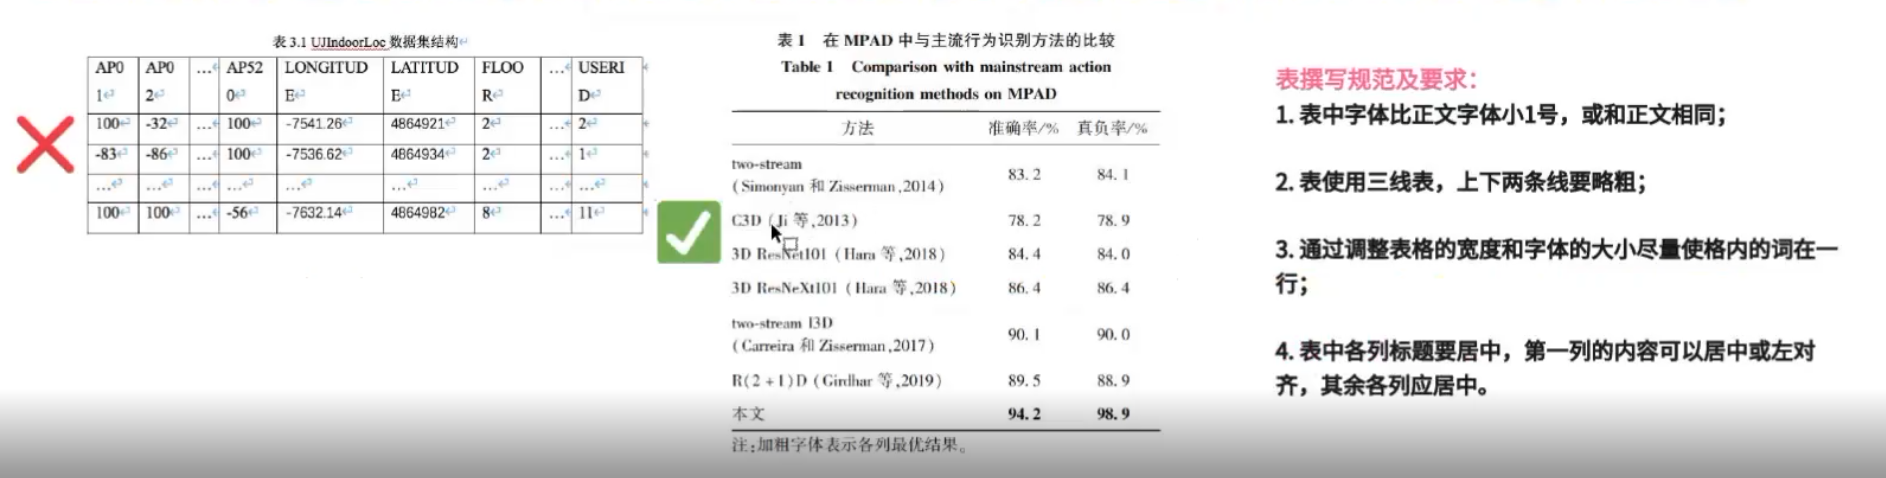 表 3.1 UJIndoorLoc 数据集结构
AP0 AP0 … AP52 LONGITUD LATITUD FLOO … USERI
1 2 0 E E R D
100 -32 … 100 -7541.26 4864921 2 … 2
-83 -86 … 100 -7536.62 4864934 2 … 1
… … … … … … … … …
100 100 … -56 -7632.14 4864982 8 … 11
表 1 在 MPAD 中与主流行为识别方法的比较
Table 1 Comparison with mainstream action
recognition methods on MPAD
方法 准确率/% 真负率/%
two-stream
(Simonyan 和 Zisserman,2014) 83.2 84.1
C3D (Ji 等,2013) 78.2 78.9
3D ResNet101 (Hara 等,2018) 84.4 84.0
3D ResNeXt101 (Hara 等,2018) 86.4 86.4
two-stream I3D
(Carreira 和 Zisserman,2017) 90.1 90.0
R(2+1)D (Girdhar 等,2019) 89.5 88.9
本文 94.2 98.9
注:加粗字体表示各列最优结果。
表撰写规范及要求：
1. 表中字体比正文字体小1号，或和正文相同；
2. 表使用三线表，上下两条线要略粗；
3. 通过调整表格的宽度和字体的大小尽量使格内的词在一
行；
4. 表中各列标题要居中，第一列的内容可以居中或左对
齐，其余各列应居中。